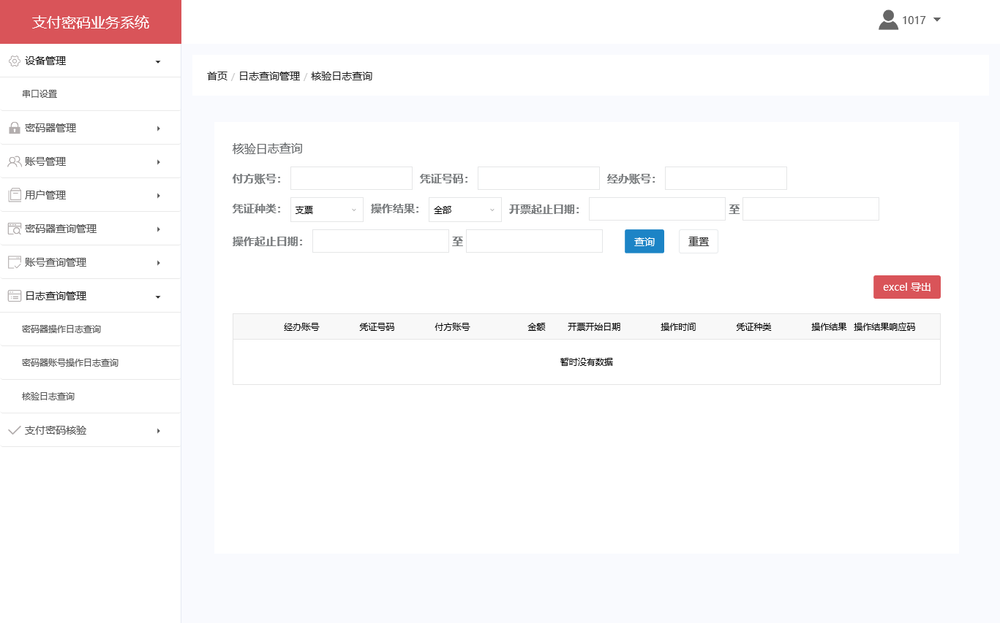 支付密码业务系统
1017
设备管理
串口设置
密码器管理
账号管理
用户管理
密码器查询管理
账号查询管理
日志查询管理
密码器操作日志查询
密码器账号操作日志查询
核验日志查询
支付密码核验
首页 / 日志查询管理 / 核验日志查询
核验日志查询
付方账号： 凭证号码： 经办账号：
凭证种类： 支票 操作结果： 全部 开票起止日期： 至
操作起止日期： 至 查询 重置
excel 导出
经办账号 凭证号码 付方账号 金额 开票开始日期 操作时间 凭证种类 操作结果 操作结果响应码
暂时没有数据